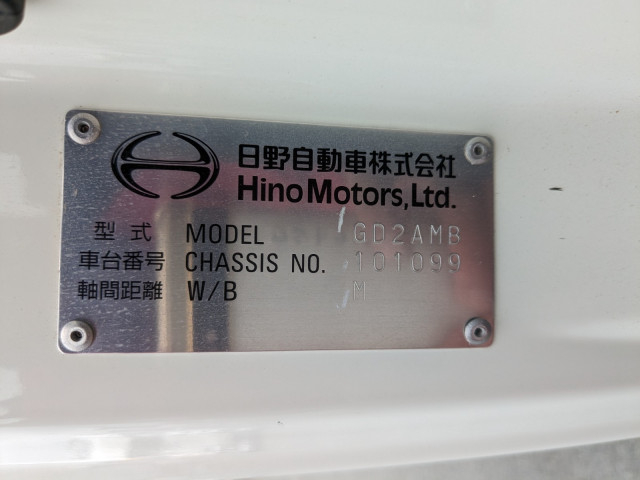 日野自動車株式会社
Hino Motors, Ltd.
型式 MODEL GD2AMB
車台番号 CHASSIS NO. 101099
軸間距離 W/B M